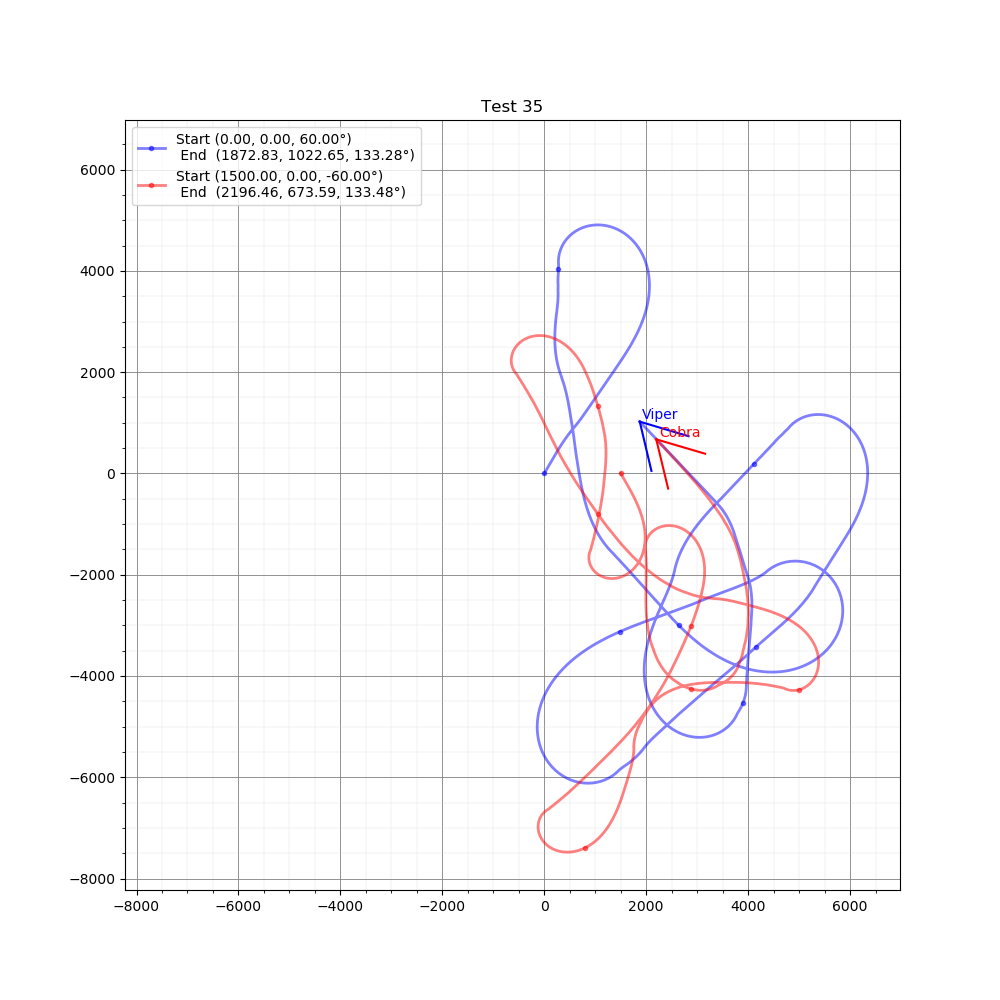 Test 35
Start (0.00, 0.00, 60.00°)
End  (1872.83, 1022.65, 133.28°)
Start (1500.00, 0.00, -60.00°)
End  (2196.46, 673.59, 133.48°)
6000
4000
2000
0
−2000
−4000
−6000
−8000
Viper
Cobra
−8000 −6000 −4000 −2000 0 2000 4000 6000